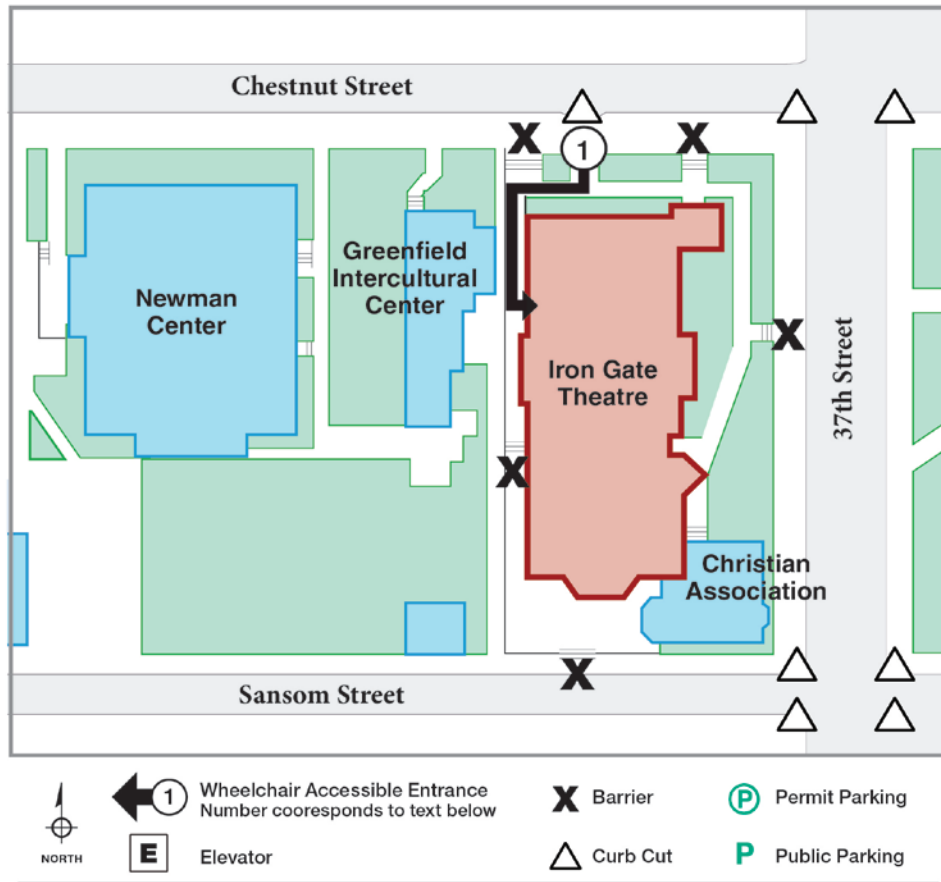 Chestnut Street
1
Greenfield
Intercultural
Center
Newman
Center
Iron Gate
Theatre
37th Street
Christian
Association
Sansom Street
1
Wheelchair Accessible Entrance
Number cooresponds to text below
X
Barrier
P
Permit Parking
NORTH
E
Elevator
Curb Cut
P
Public Parking